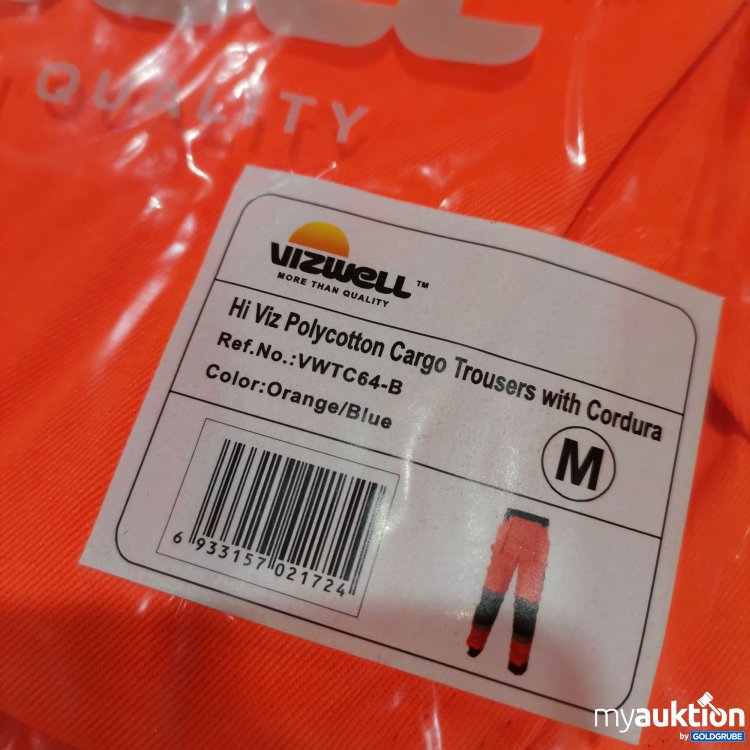 QUALITY
VIZWELL™
MORE THAN QUALITY
Hi Viz Polycotton Cargo Trousers with Cordura
Ref.No.:VWTC64-B
Color:Orange/Blue
M
6 933157 021724
myauktion
by GOLDGRUBE